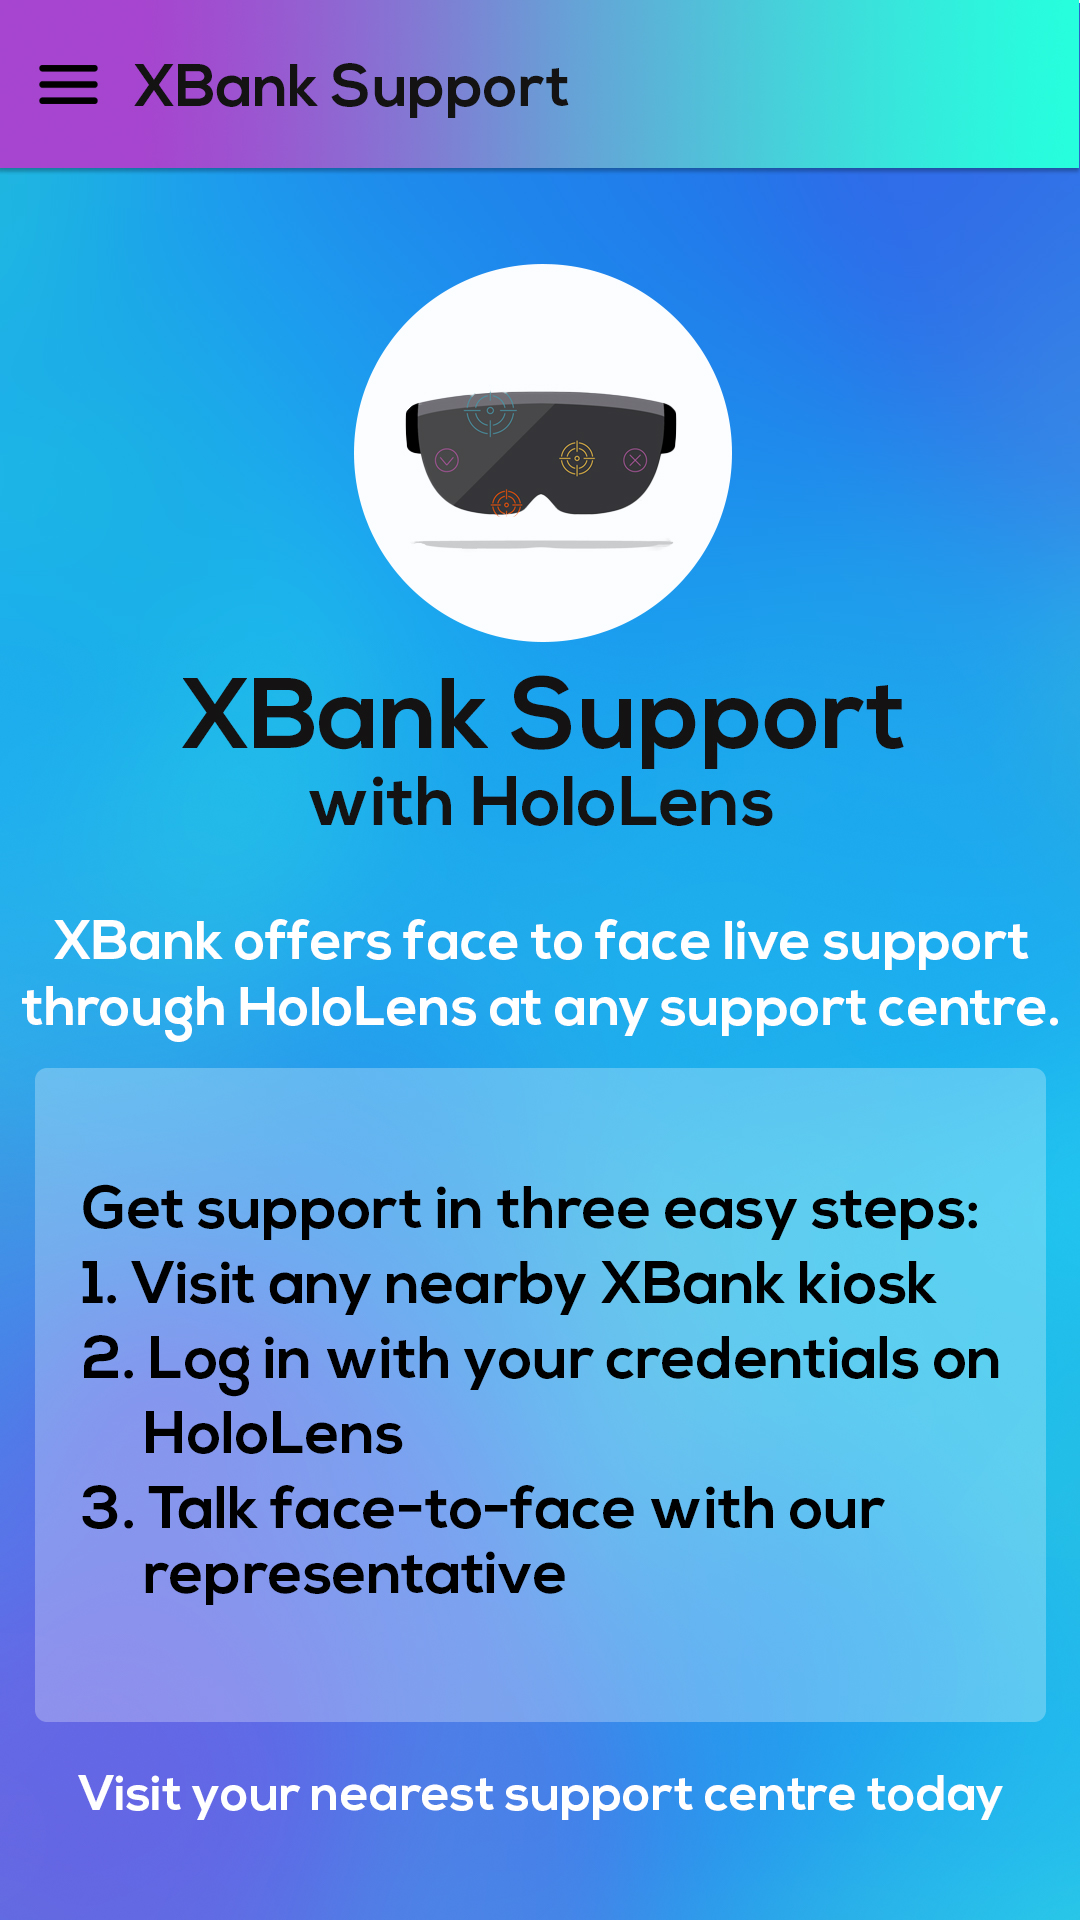 XBank Support
XBank Support
with HoloLens
XBank offers face to face live support
through HoloLens at any support centre.
Get support in three easy steps:
1. Visit any nearby XBank kiosk
2. Log in with your credentials on
HoloLens
3. Talk face-to-face with our
representative
Visit your nearest support centre today